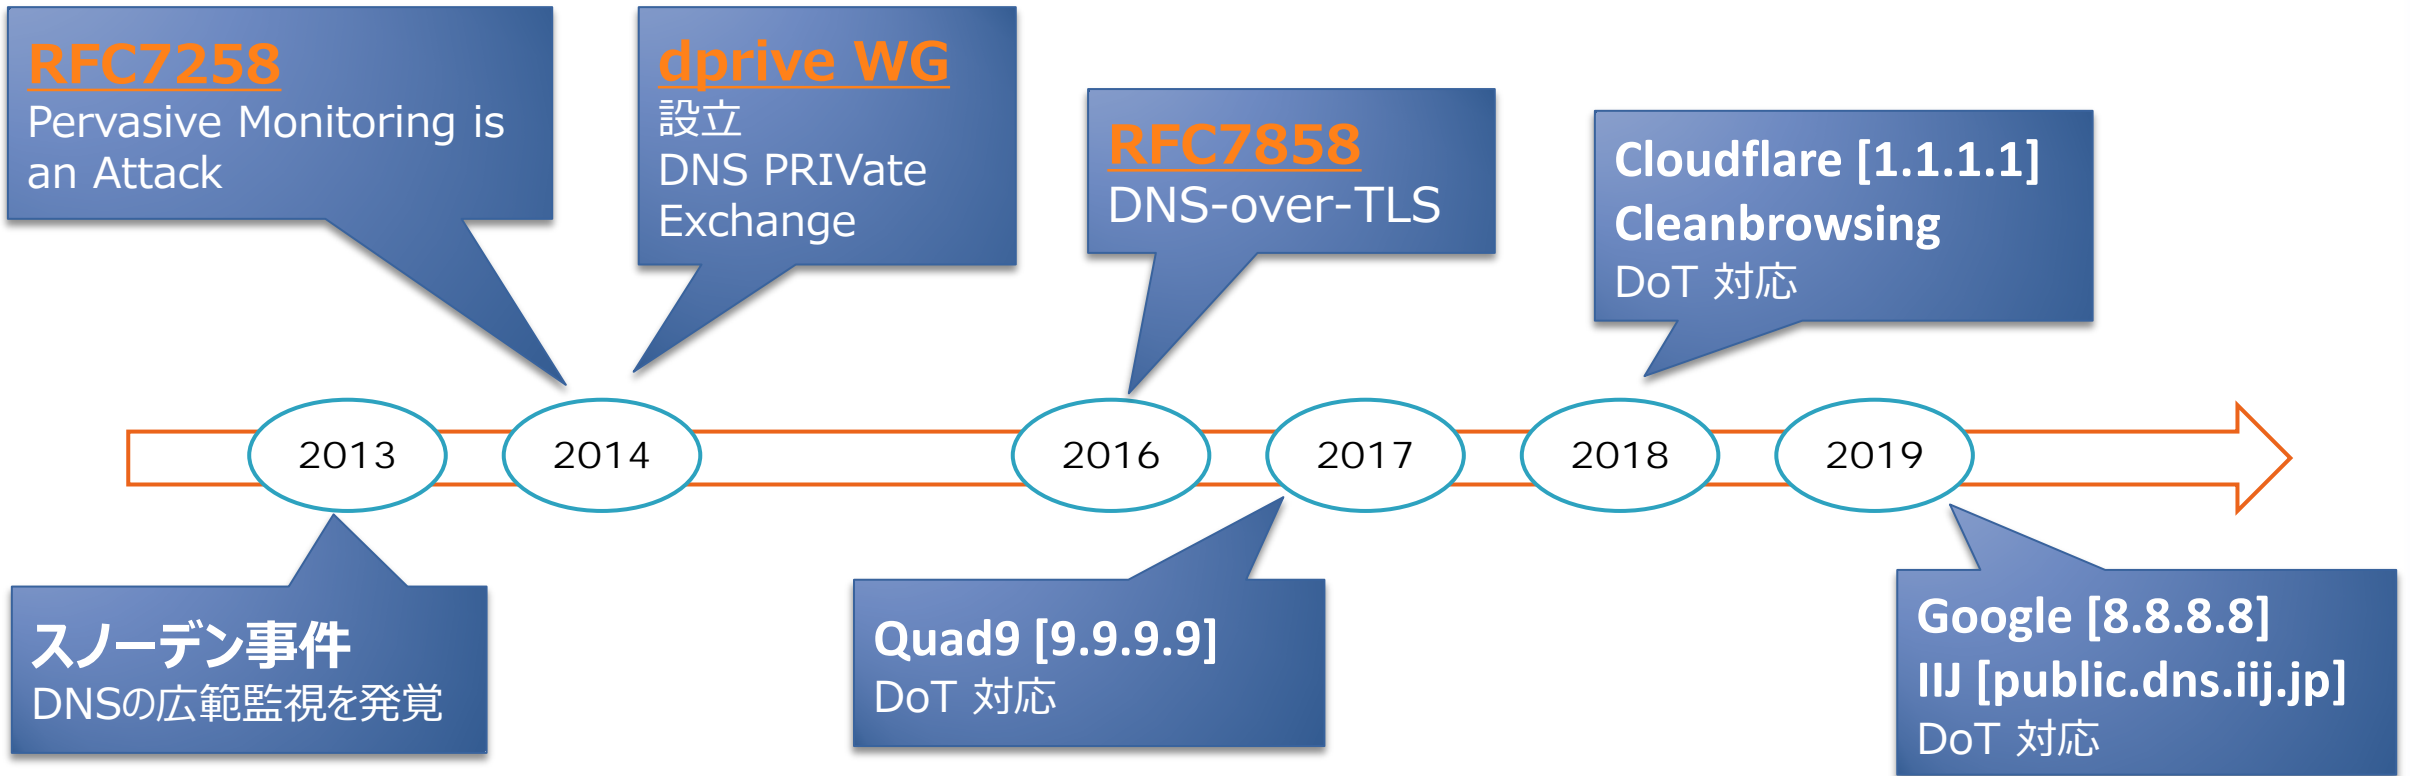 RFC7258
Pervasive Monitoring is
an Attack
dprive WG
設立
DNS PRIVate
Exchange
RFC7858
DNS-over-TLS
Cloudflare [1.1.1.1]
Cleanbrowsing
DoT 対応
2013
2014
2016
2017
2018
2019
スノーデン事件
DNSの広範監視を発覚
Quad9 [9.9.9.9]
DoT 対応
Google [8.8.8.8]
IIJ [public.dns.iij.jp]
DoT 対応